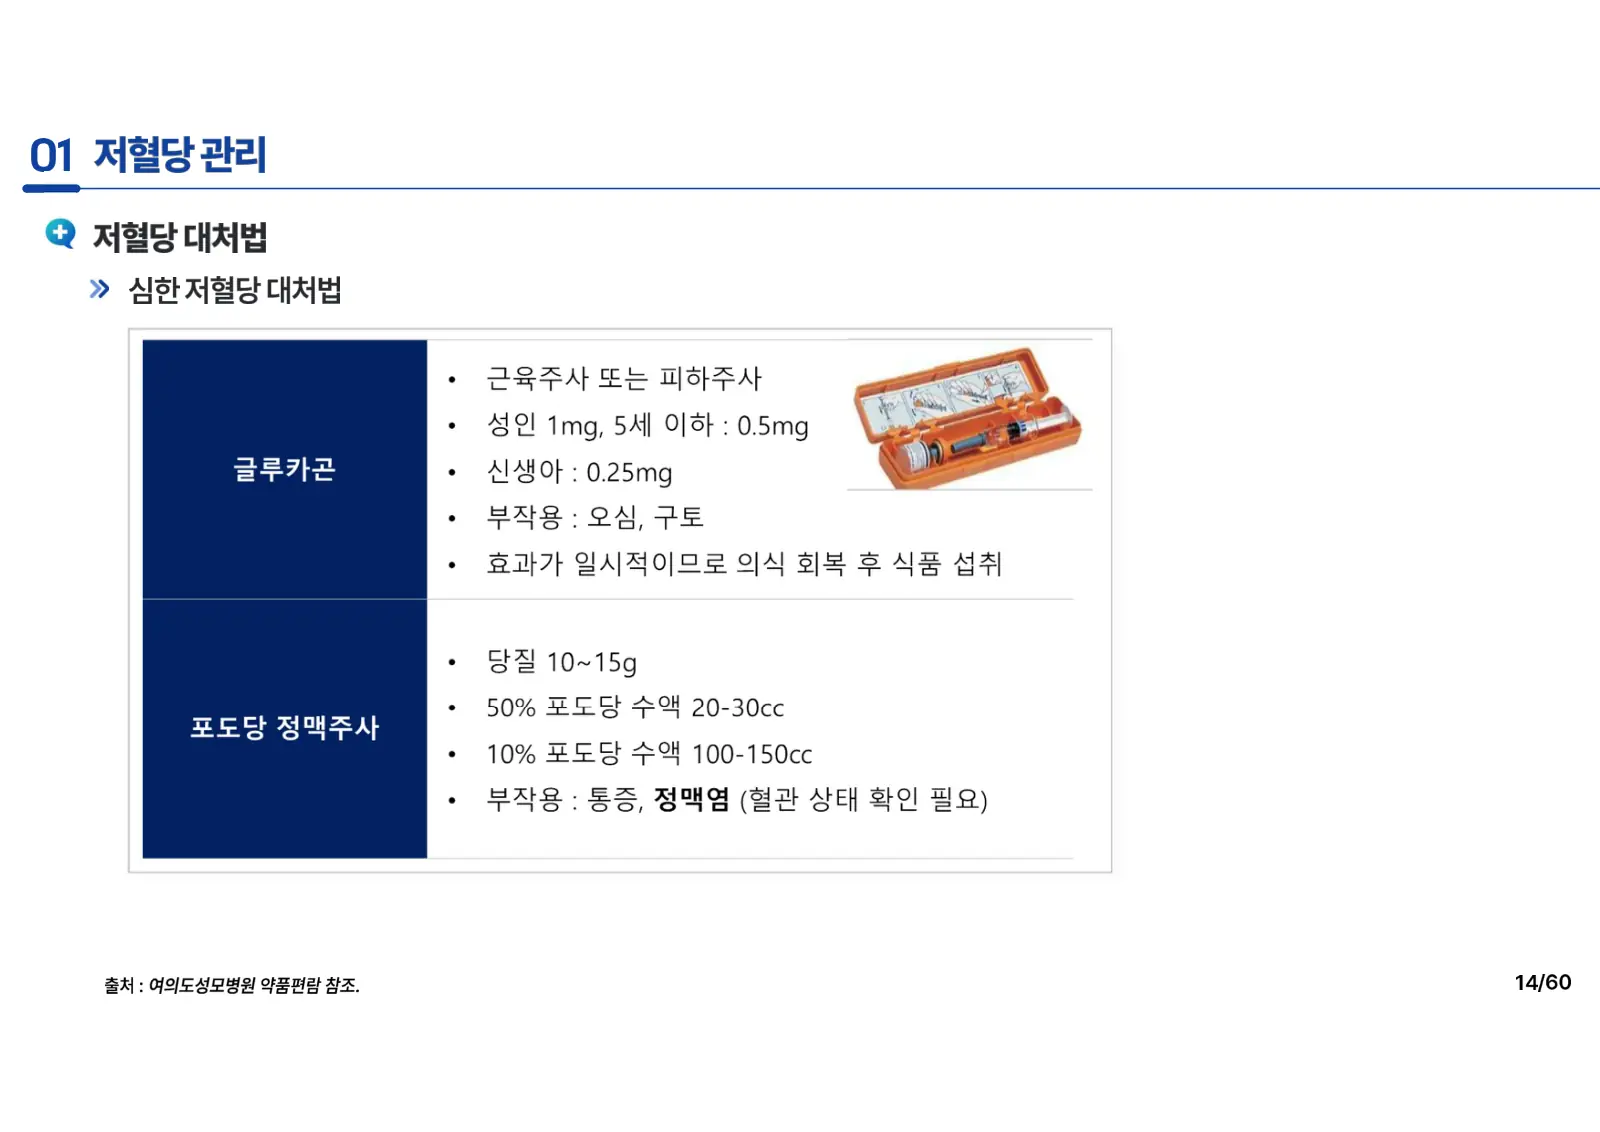 01 저혈당 관리
저혈당 대처법
심한 저혈당 대처법
글루카곤
• 근육주사 또는 피하주사
• 성인 1mg, 5세 이하 : 0.5mg
• 신생아 : 0.25mg
• 부작용 : 오심, 구토
• 효과가 일시적이므로 의식 회복 후 식품 섭취
포도당 정맥주사
• 당질 10~15g
• 50% 포도당 수액 20-30cc
• 10% 포도당 수액 100-150cc
• 부작용 : 통증, 정맥염 (혈관 상태 확인 필요)
출처 : 여의도성모병원 약품편람 참조.
14/60